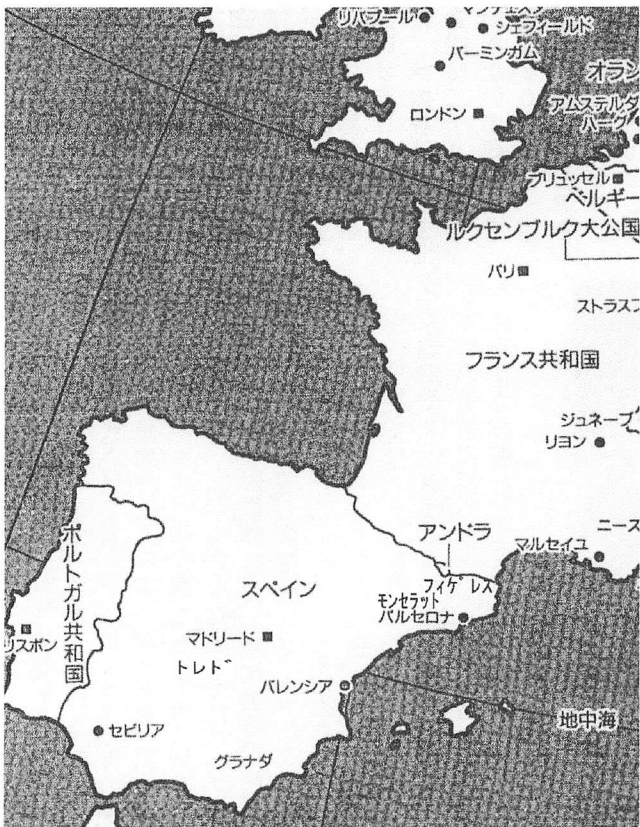 リバプール
マンチェスタ
シェフィールド
バーミンガム
オラン
アムステルダ
ハーグ
ロンドン
ブリュッセル
ベルギー
ルクセンブルク大公国
パリ
ストラスブ
フランス共和国
ジュネーブ
リヨン
ニース
マルセイユ
アンドラ
フィゲレス
モンセラット
バルセロナ
スペイン
ポルトガル共和国
リスボン
マドリード
トレド
バレンシア
地中海
セビリア
グラナダ